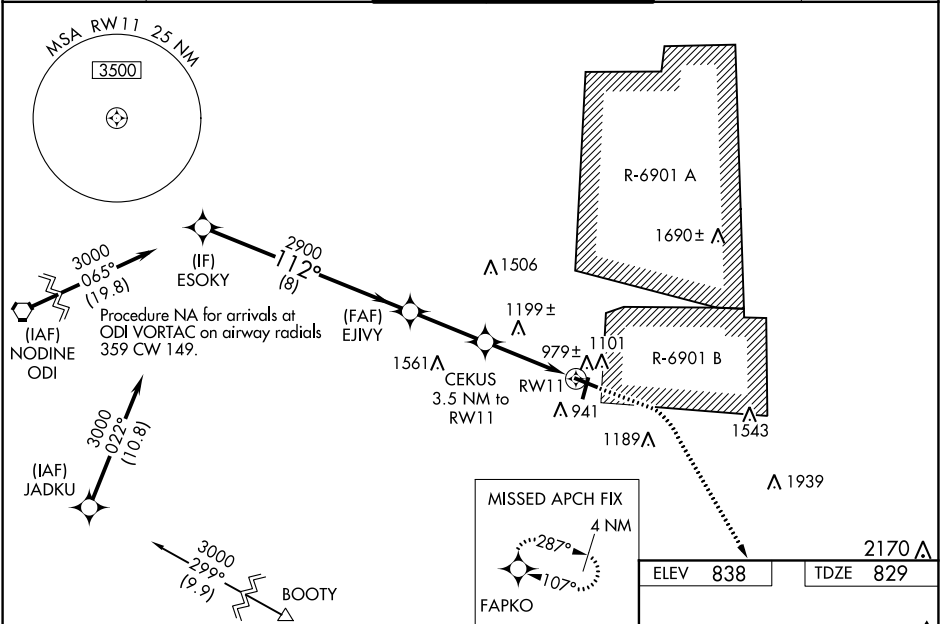 MSA RW11 25 NM
3500
R-6901 A
1690±
(IF)
ESOKY
2900
112°
(8)
3000
065°
(19.8)
(IAF)
NODINE
ODI
Procedure NA for arrivals at
ODI VORTAC on airway radials
359 CW 149.
(FAF)
EJIVY
1506
1199±
1561
CEKUS
3.5 NM to
RW11
979±
1101
RW11
R-6901 B
941
1189
1543
1939
3000
022°
(10.8)
(IAF)
JADKU
3000
299°
(9.9)
BOOTY
MISSED APCH FIX
4 NM
287°
107°
FAPKO
2170
ELEV 838
TDZE 829